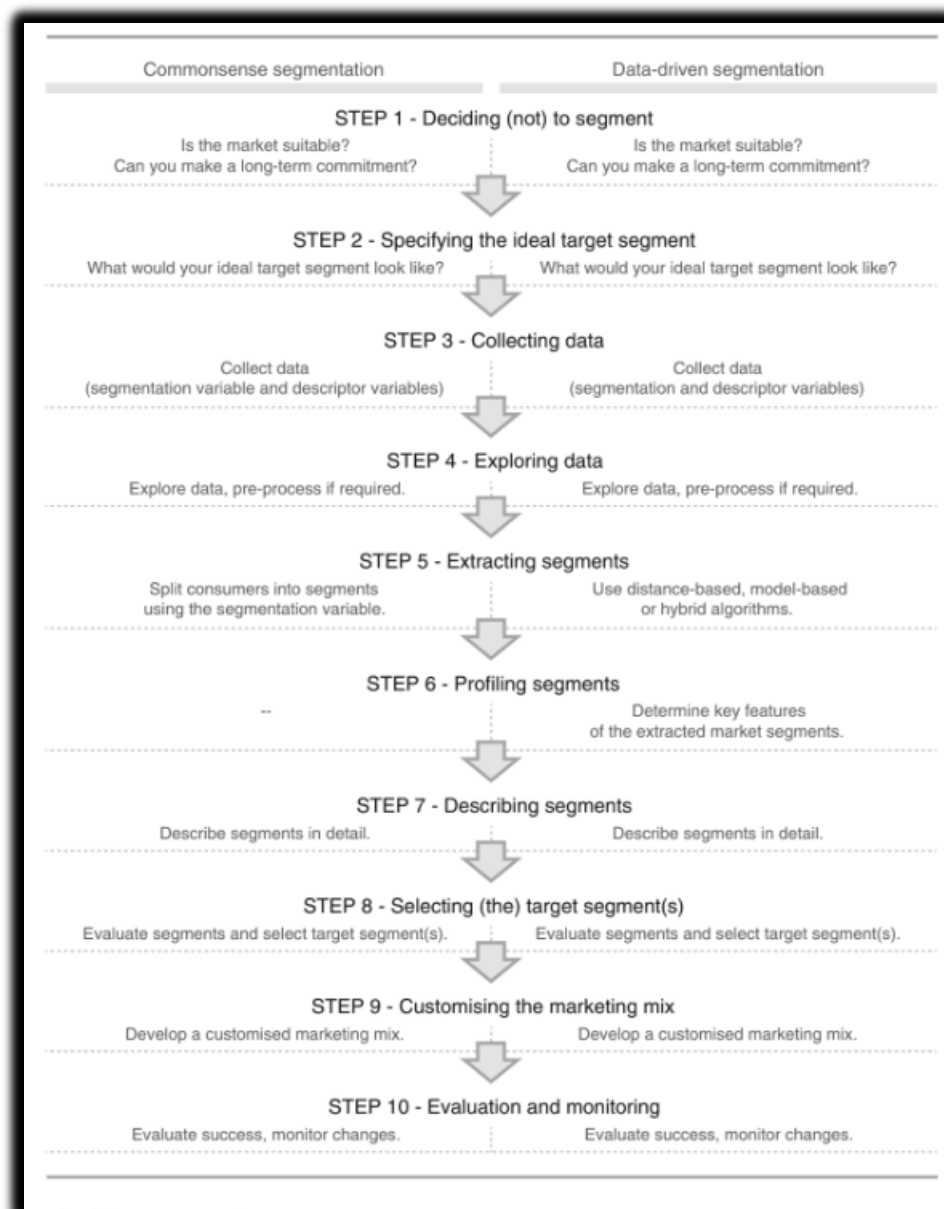 Commonsense segmentation
Data-driven segmentation
STEP 1 - Deciding (not) to segment
Is the market suitable?
Can you make a long-term commitment?
Is the market suitable?
Can you make a long-term commitment?
STEP 2 - Specifying the ideal target segment
What would your ideal target segment look like?
What would your ideal target segment look like?
STEP 3 - Collecting data
Collect data
(segmentation variable and descriptor variables)
Collect data
(segmentation and descriptor variables)
STEP 4 - Exploring data
Explore data, pre-process if required.
Explore data, pre-process if required.
STEP 5 - Extracting segments
Split consumers into segments
using the segmentation variable.
Use distance-based, model-based
or hybrid algorithms.
STEP 6 - Profiling segments
--
Determine key features
of the extracted market segments.
STEP 7 - Describing segments
Describe segments in detail.
Describe segments in detail.
STEP 8 - Selecting (the) target segment(s)
Evaluate segments and select target segment(s).
Evaluate segments and select target segment(s).
STEP 9 - Customising the marketing mix
Develop a customised marketing mix.
Develop a customised marketing mix.
STEP 10 - Evaluation and monitoring
Evaluate success, monitor changes.
Evaluate success, monitor changes.